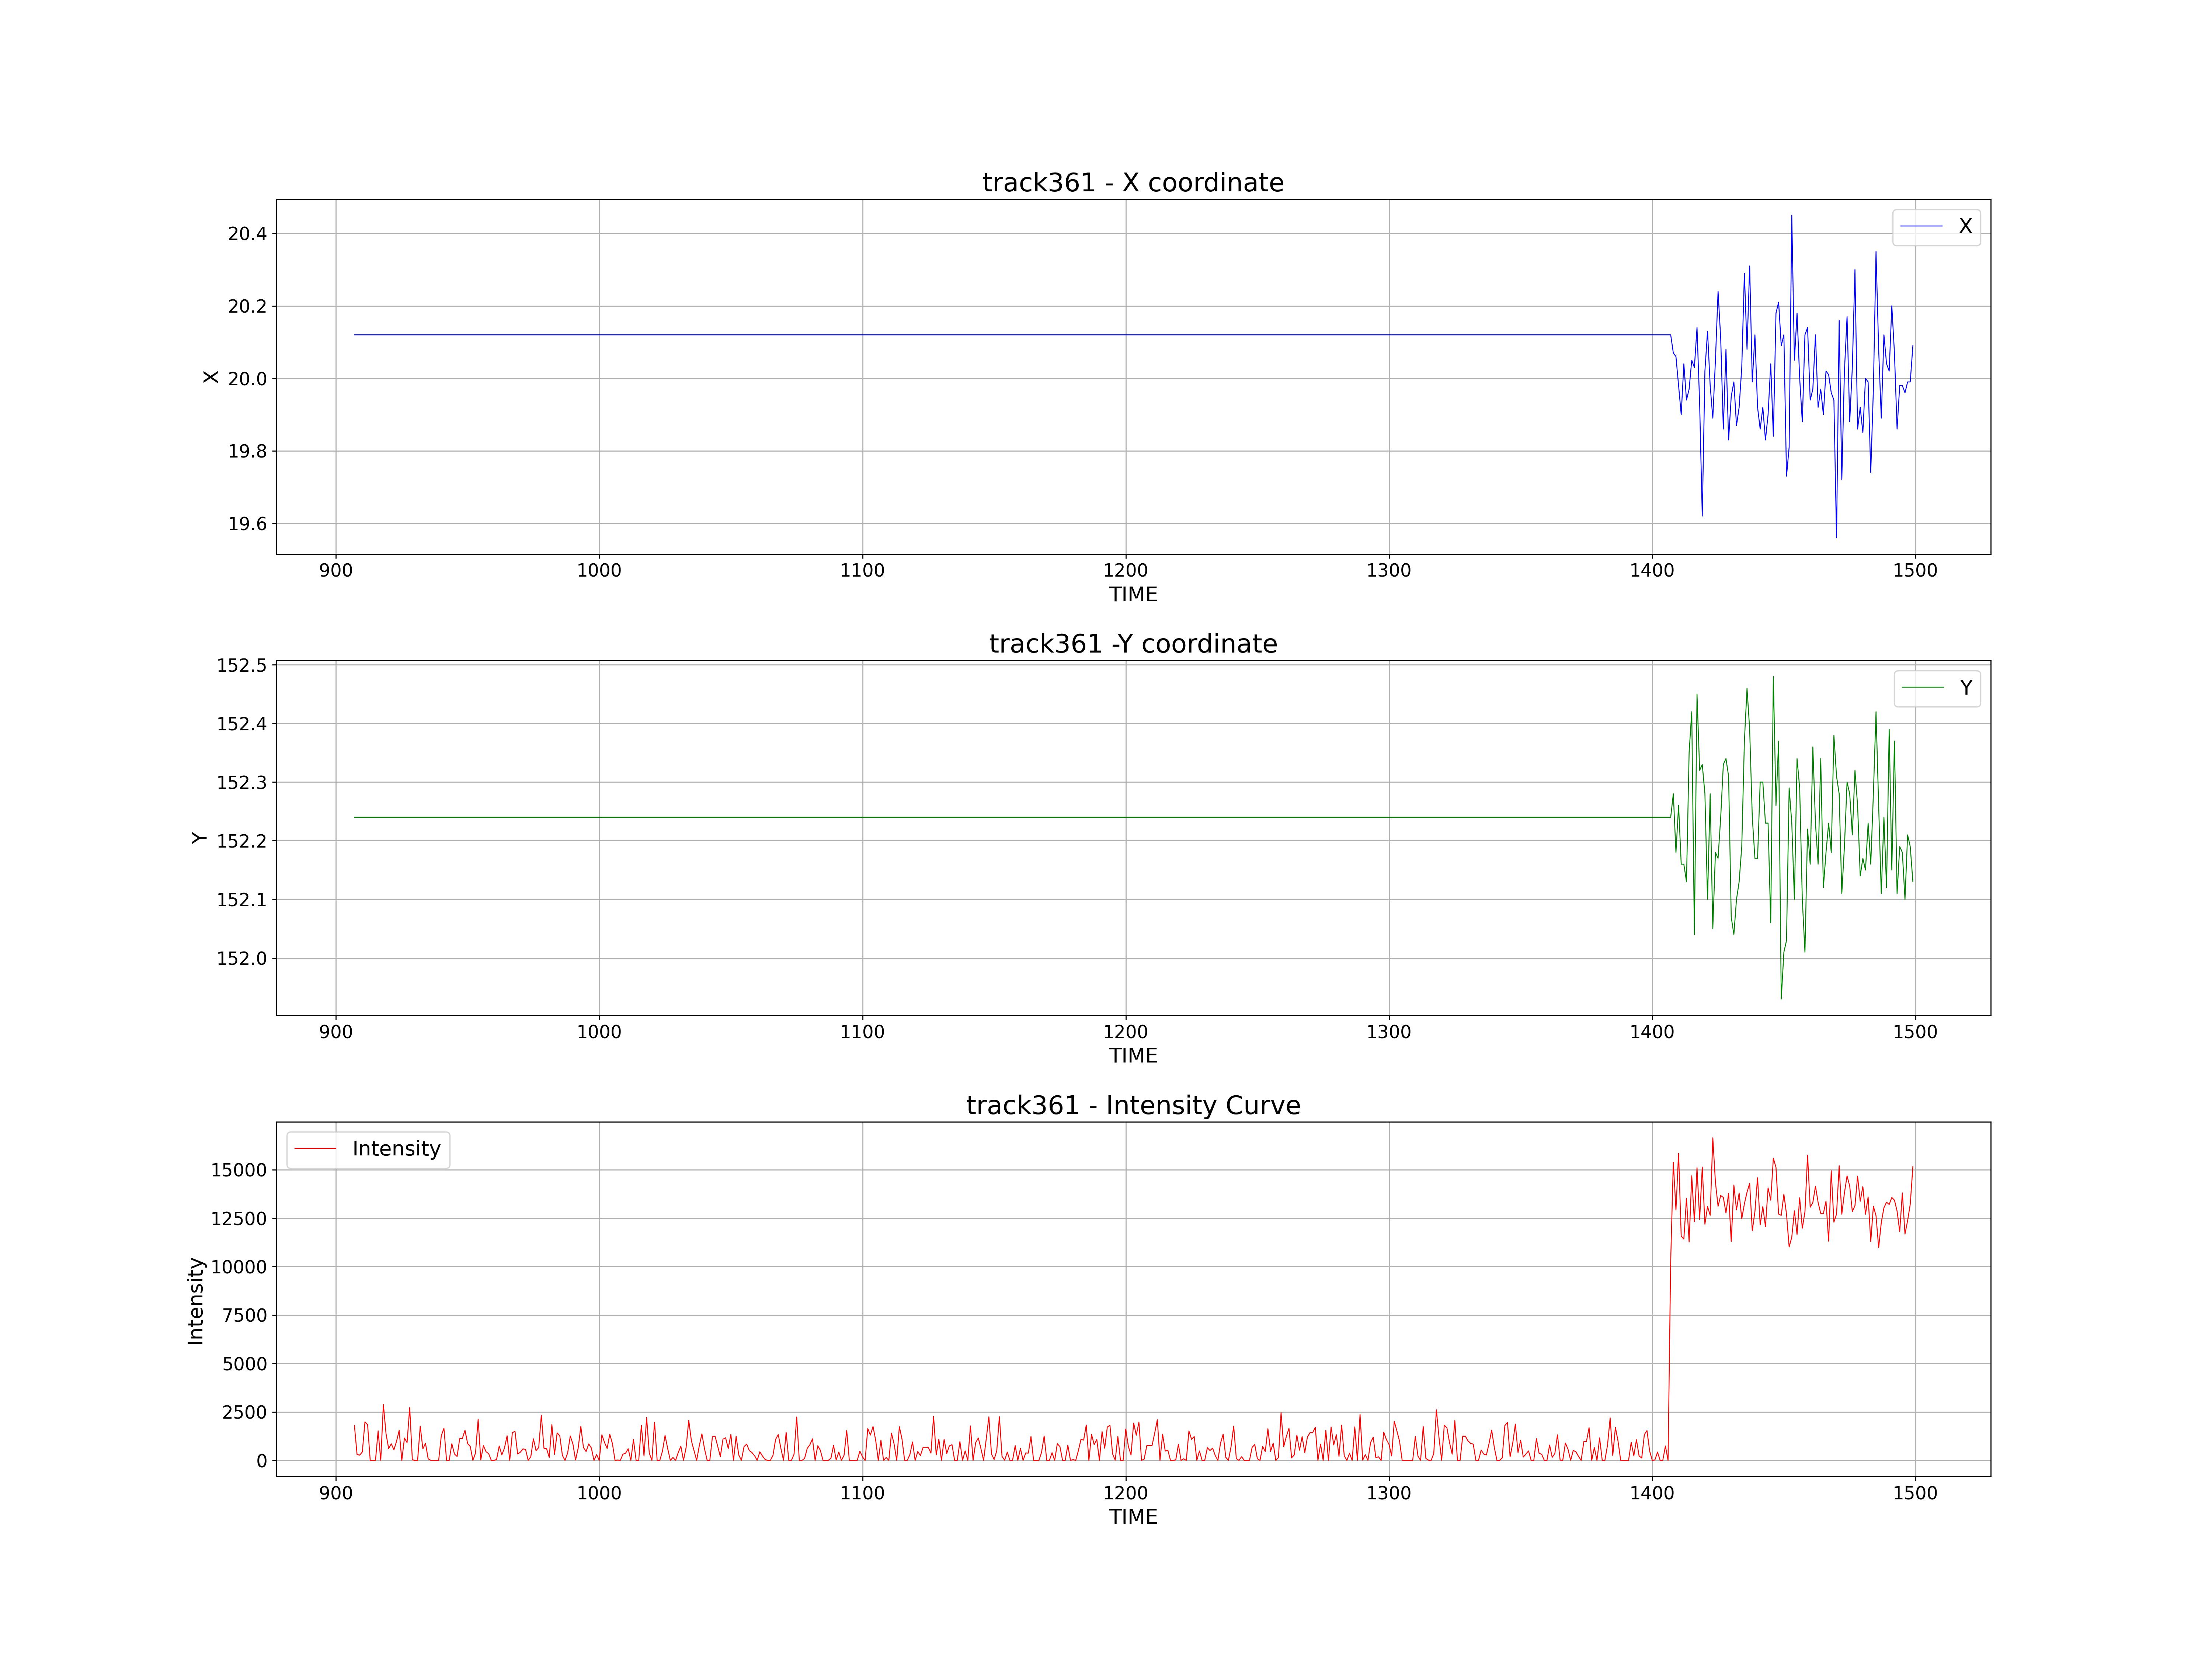 track361 - X coordinate
X
20.4
20.2
20.0
19.8
19.6
X
900 1000 1100 1200 1300 1400 1500
TIME
track361 -Y coordinate
Y
152.5
152.4
152.3
152.2
152.1
152.0
Y
900 1000 1100 1200 1300 1400 1500
TIME
track361 - Intensity Curve
Intensity
15000
12500
10000
7500
5000
2500
0
Intensity
900 1000 1100 1200 1300 1400 1500
TIME